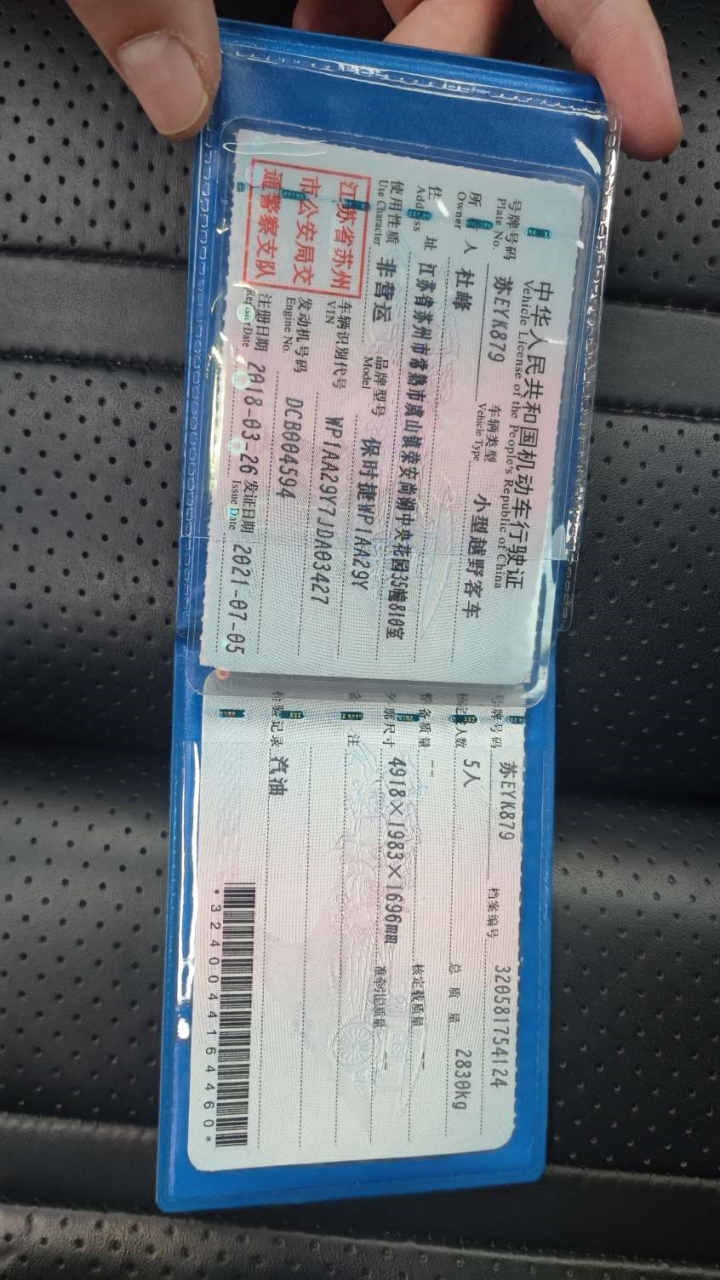 中华人民共和国机动车行驶证
Vehicle License of the People's Republic of China
号牌号码 苏EYK879 车辆类型 小型越野客车
Plate No. Vehicle Type
所有人 杜峰
Owner
住址 江苏省苏州市常熟市虞山镇荣安尚湖中央花园35幢810室
Address
使用性质 非营运 品牌型号 保时捷WP1AA29Y
Use Character Model
江苏省苏州
市公安局交
通警察支队
车辆识别代号 WP1AA29Y7JDA03427
VIN
发动机号码 DCB004594
Engine No.
注册日期 2018-03-26 发证日期 2021-07-05
Register Date Issue Date
号牌号码 苏EYK879 档案编号 320581754124
核定人数 5人 总质量 2830kg
整备质量 -- 核定载质量 --
外廓尺寸 4918×1983×1696mm 准牵引总质量 --
备注
检验记录 汽油
*3240044164460*